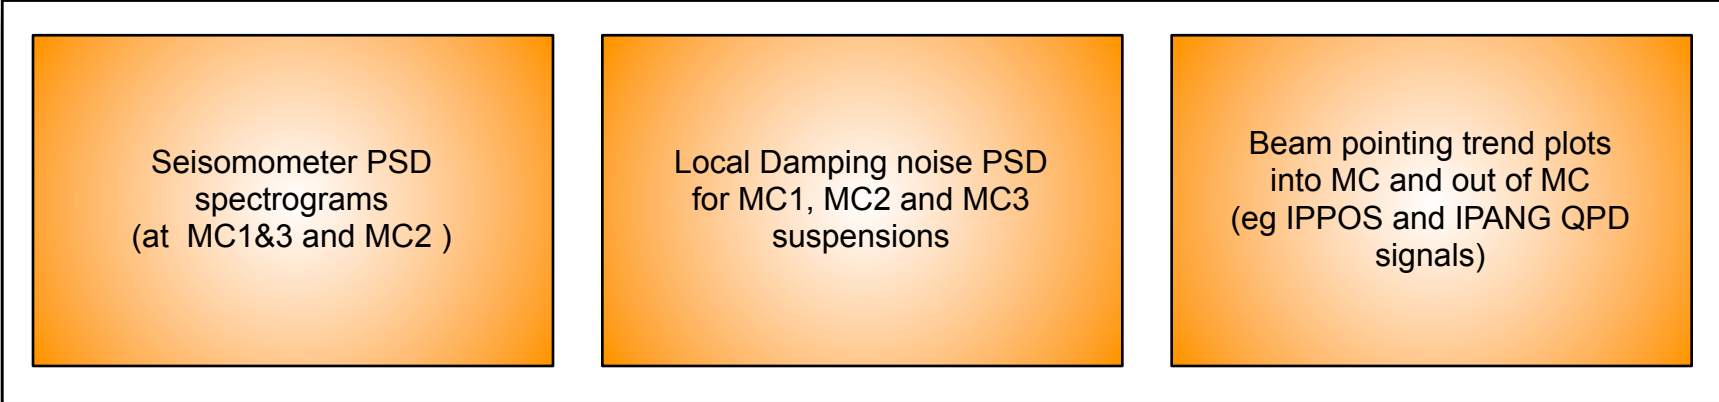 Seisomometer PSD
spectrograms
(at  MC1&3 and MC2 )
Local Damping noise PSD
for MC1, MC2 and MC3
suspensions
Beam pointing trend plots
into MC and out of MC
(eg IPPOS and IPANG QPD
signals)